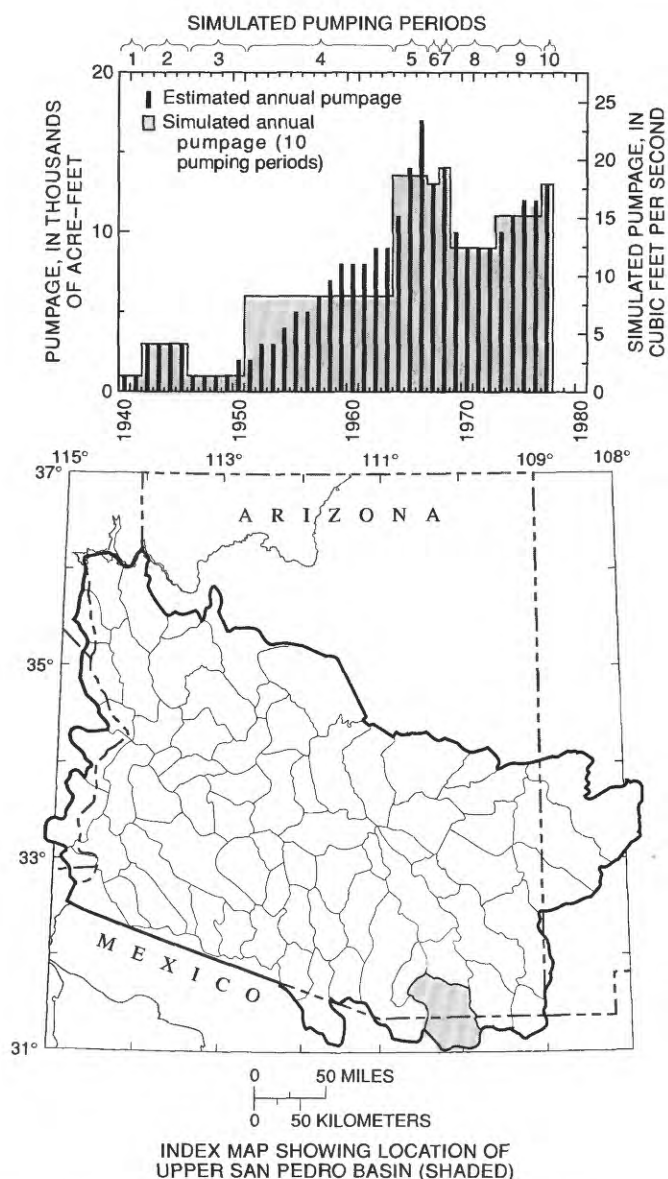 SIMULATED PUMPING PERIODS
1 2 3 4 5 6 7 8 9 10
20
10
0
PUMPAGE, IN THOUSANDS
OF ACRE–FEET
Estimated annual pumpage
Simulated annual
pumpage (10
pumping periods)
25
20
15
10
5
0
SIMULATED PUMPAGE, IN
CUBIC FEET PER SECOND
1940
1950
1960
1970
1980
115° 113° 111° 109° 108°
37°
ARIZONA
35°
33°
MEXICO
31°
0 50 MILES
0 50 KILOMETERS
INDEX MAP SHOWING LOCATION OF
UPPER SAN PEDRO BASIN (SHADED)